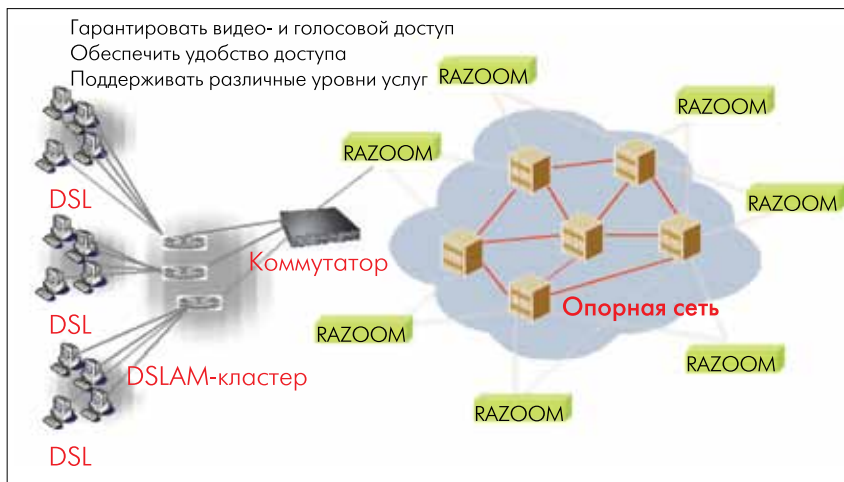 Гарантировать видео- и голосовой доступ
Обеспечить удобство доступа
Поддерживать различные уровни услуг
RAZOOM
RAZOOM
RAZOOM
RAZOOM
DSL
Коммутатор
Опорная сеть
DSL
RAZOOM
RAZOOM
DSLAM-кластер
RAZOOM
DSL